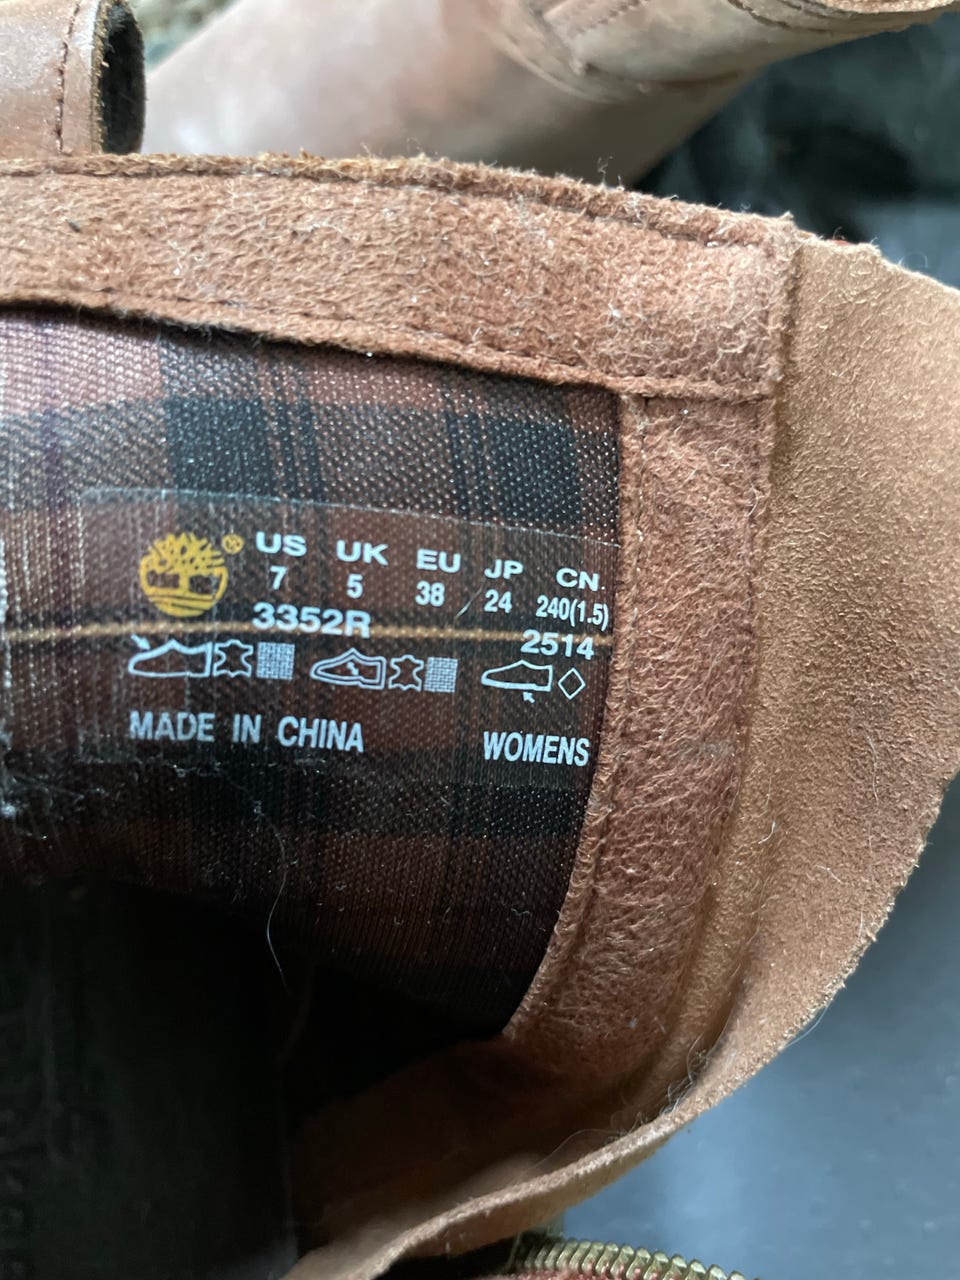 ® US UK EU JP CN
7 5 38 24 240(1.5)
3352R 2514
MADE IN CHINA WOMENS